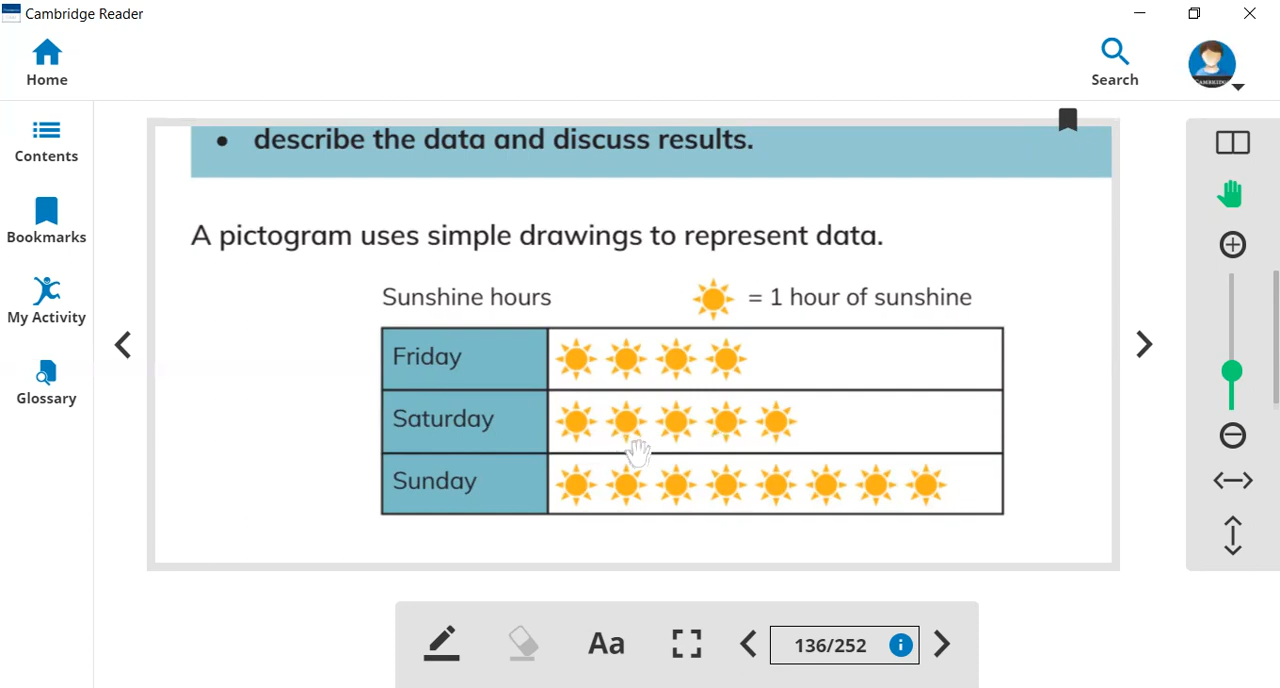 Cambridge Reader
Home
Search
Contents
Bookmarks
My Activity
Glossary
• describe the data and discuss results.
A pictogram uses simple drawings to represent data.
Sunshine hours
= 1 hour of sunshine
Friday
Saturday
Sunday
Aa
136/252
i